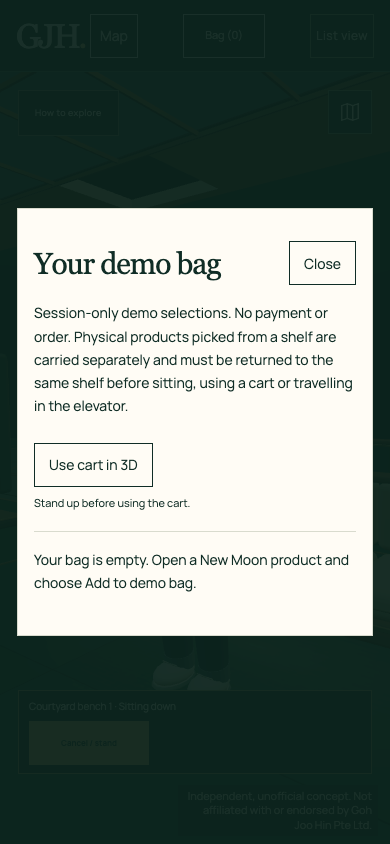 GJH.
Map
Bag (0)
List view
How to explore
Your demo bag
Close
Session-only demo selections. No payment or
order. Physical products picked from a shelf are
carried separately and must be returned to the
same shelf before sitting, using a cart or travelling
in the elevator.
Use cart in 3D
Stand up before using the cart.
Your bag is empty. Open a New Moon product and
choose Add to demo bag.
Courtyard bench 1 · Sitting down
Independent, unofficial concept. Not
affiliated with or endorsed by Goh
Joo Hin Pte Ltd.